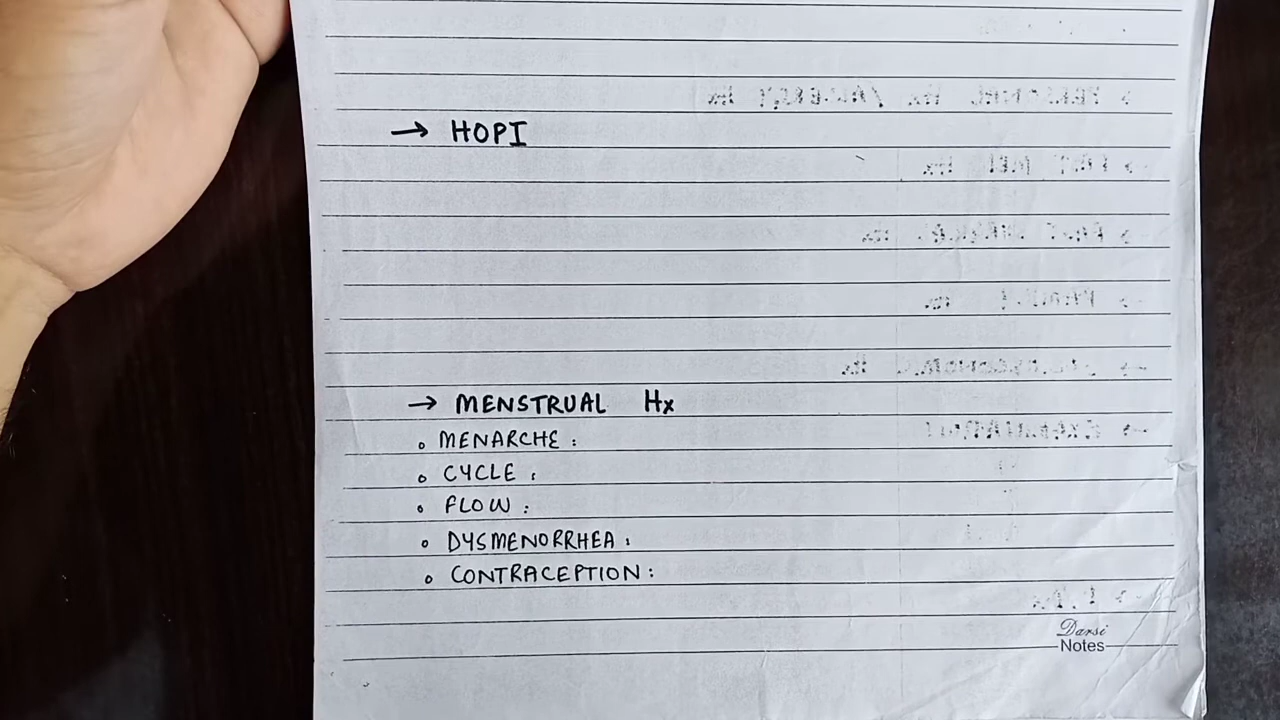 → HOPI
→ MENSTRUAL Hx
∘ MENARCHE :
∘ CYCLE :
∘ FLOW :
∘ DYSMENORRHEA :
∘ CONTRACEPTION :
Darsi
Notes